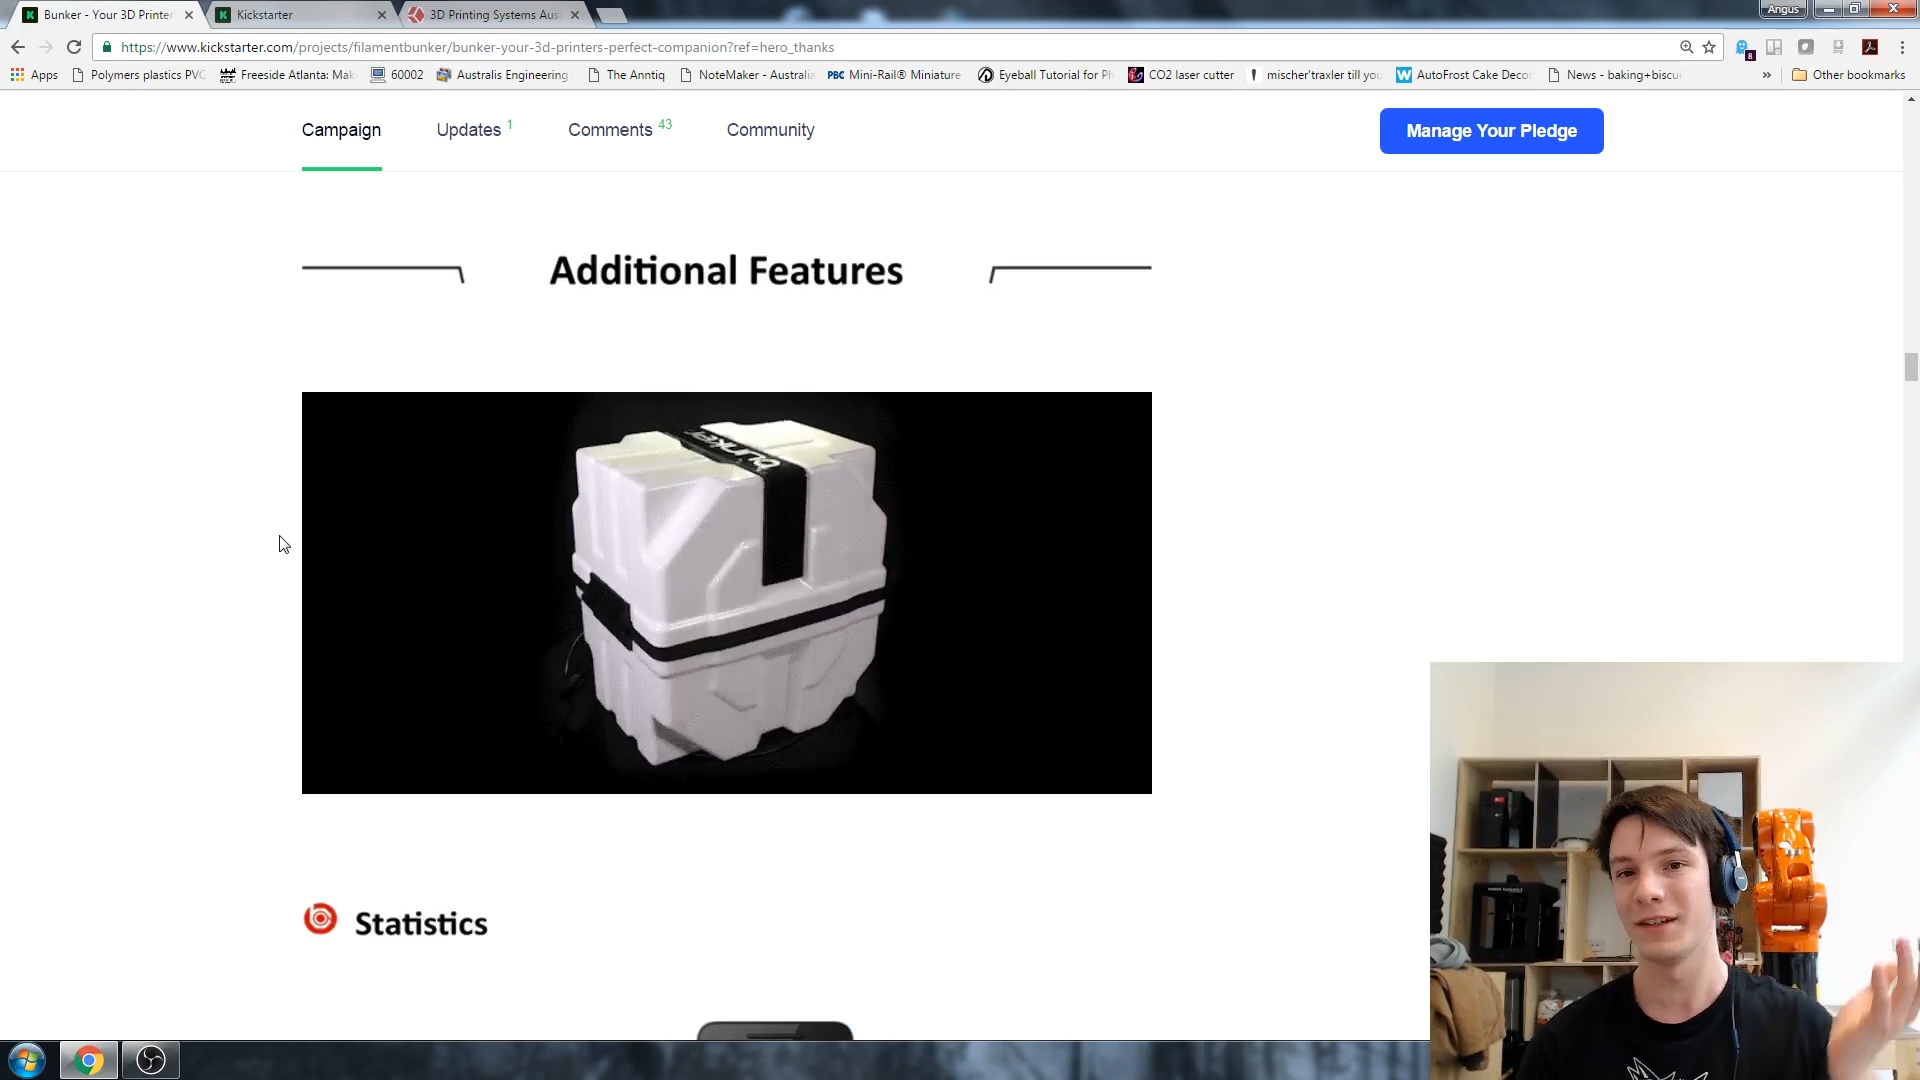 Bunker - Your 3D Printer
Kickstarter
3D Printing Systems Aus
Angus
https://www.kickstarter.com/projects/filamentbunker/bunker-your-3d-printers-perfect-companion?ref=hero_thanks
8
Apps
Polymers plastics PVC
Freeside Atlanta: Mak
60002
Australis Engineering
The Anntiq
NoteMaker - Australia
PBC Mini-Rail® Miniature
Eyeball Tutorial for Ph
CO2 laser cutter
mischer'traxler till you
W AutoFrost Cake Decor
News - baking+biscui
» Other bookmarks
Campaign
Updates 1
Comments 43
Community
Manage Your Pledge
Additional Features
bunker
Statistics